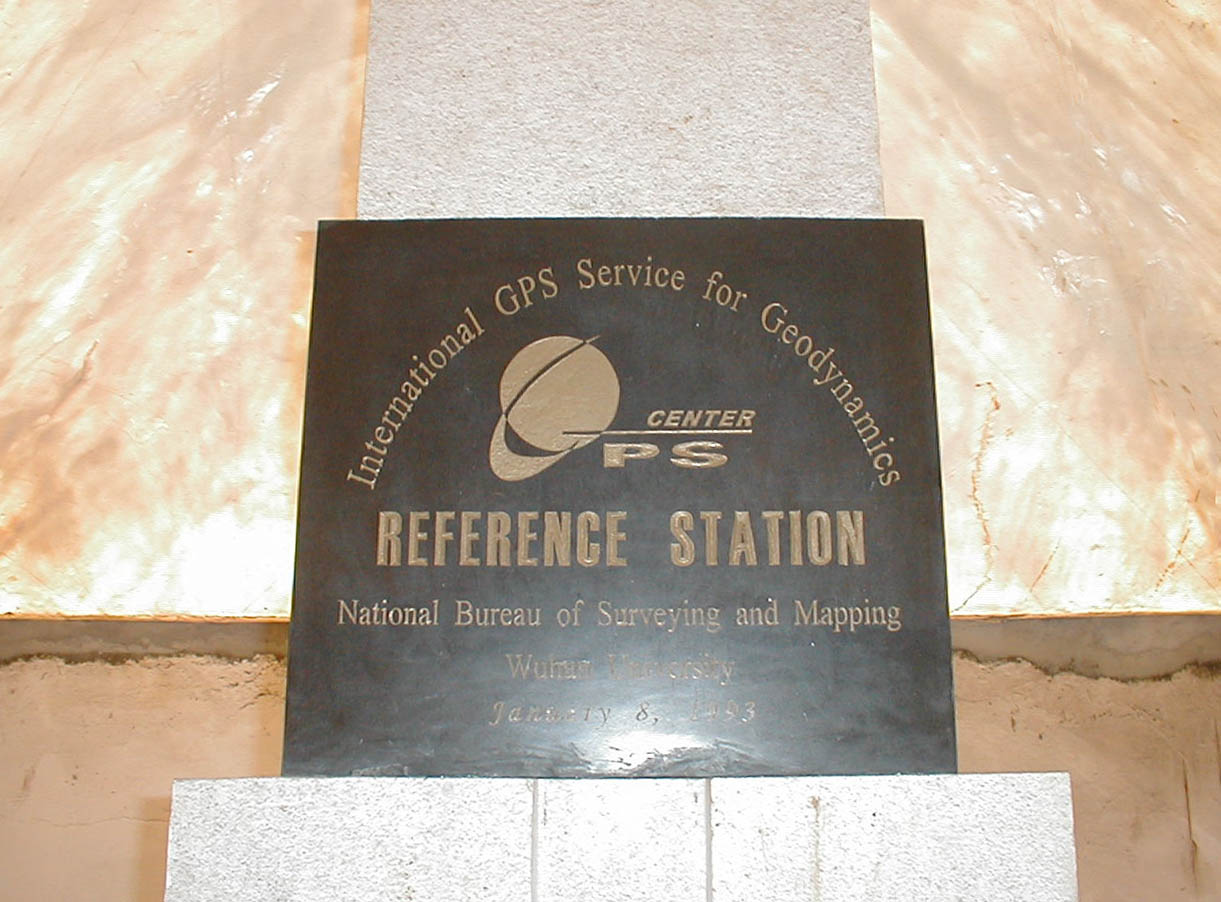 International GPS Service for Geodynamics
CENTER
GPS
REFERENCE STATION
National Bureau of Surveying and Mapping
Wuhan University
January 8, 1993